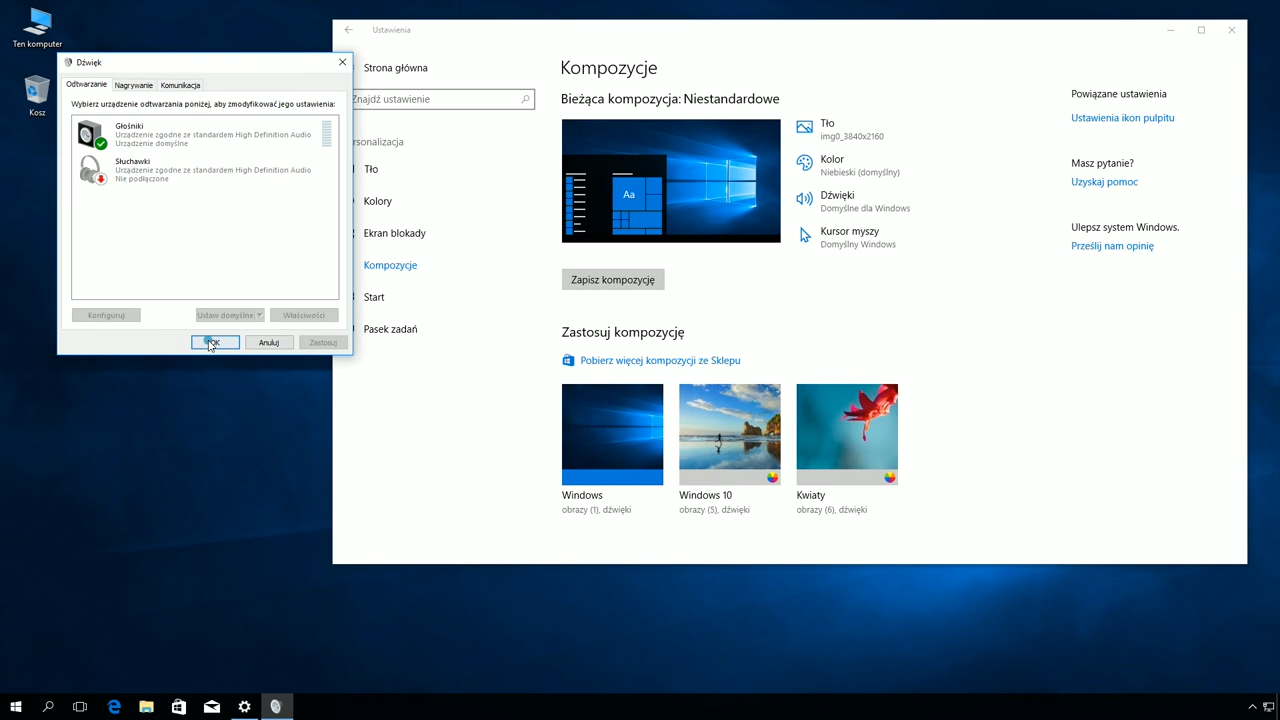 Ten komputer
Kosz
Dźwięk
Odtwarzanie
Nagrywanie
Komunikacja
Wybierz urządzenie odtwarzania poniżej, aby zmodyfikować jego ustawienia:
Głośniki
Urządzenie zgodne ze standardem High Definition Audio
Urządzenie domyślne
Słuchawki
Urządzenie zgodne ze standardem High Definition Audio
Nie podłączone
Konfiguruj
Ustaw domyślne
Właściwości
Anuluj
Zastosuj
Ustawienia
Strona główna
Znajdź ustawienie
Tło
Kolory
Ekran blokady
Kompozycje
Start
Pasek zadań
Kompozycje
Bieżąca kompozycja: Niestandardowe
Aa
Tło
img0_3840x2160
Kolor
Niebieski (domyślny)
Dźwięki
Domyślne dla Windows
Kursor myszy
Domyślny Windows
Zapisz kompozycję
Zastosuj kompozycję
Pobierz więcej kompozycji ze Sklepu
Windows
obrazy (1), dźwięki
Windows 10
obrazy (5), dźwięki
Kwiaty
obrazy (6), dźwięki
Powiązane ustawienia
Ustawienia ikon pulpitu
Masz pytanie?
Uzyskaj pomoc
Ulepsz system Windows.
Prześlij nam opinię